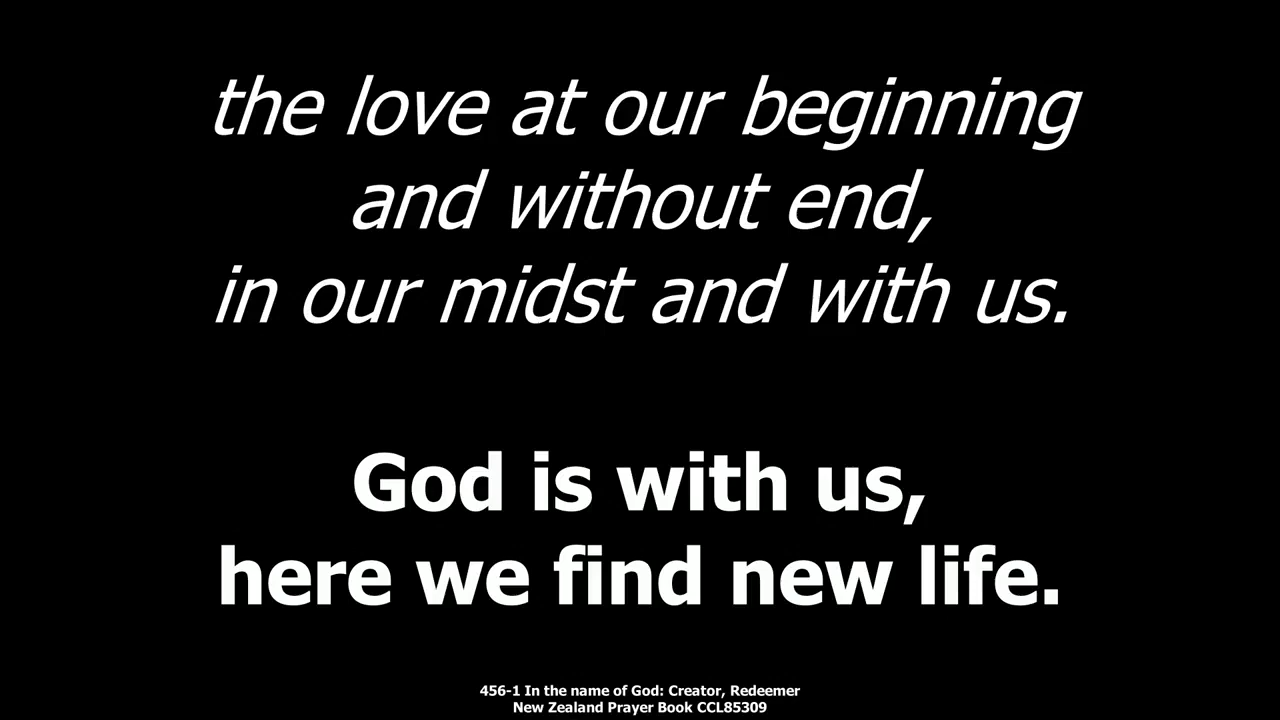 the love at our beginning
and without end,
in our midst and with us.
God is with us,
here we find new life.
456-1 In the name of God: Creator, Redeemer
New Zealand Prayer Book CCL85309